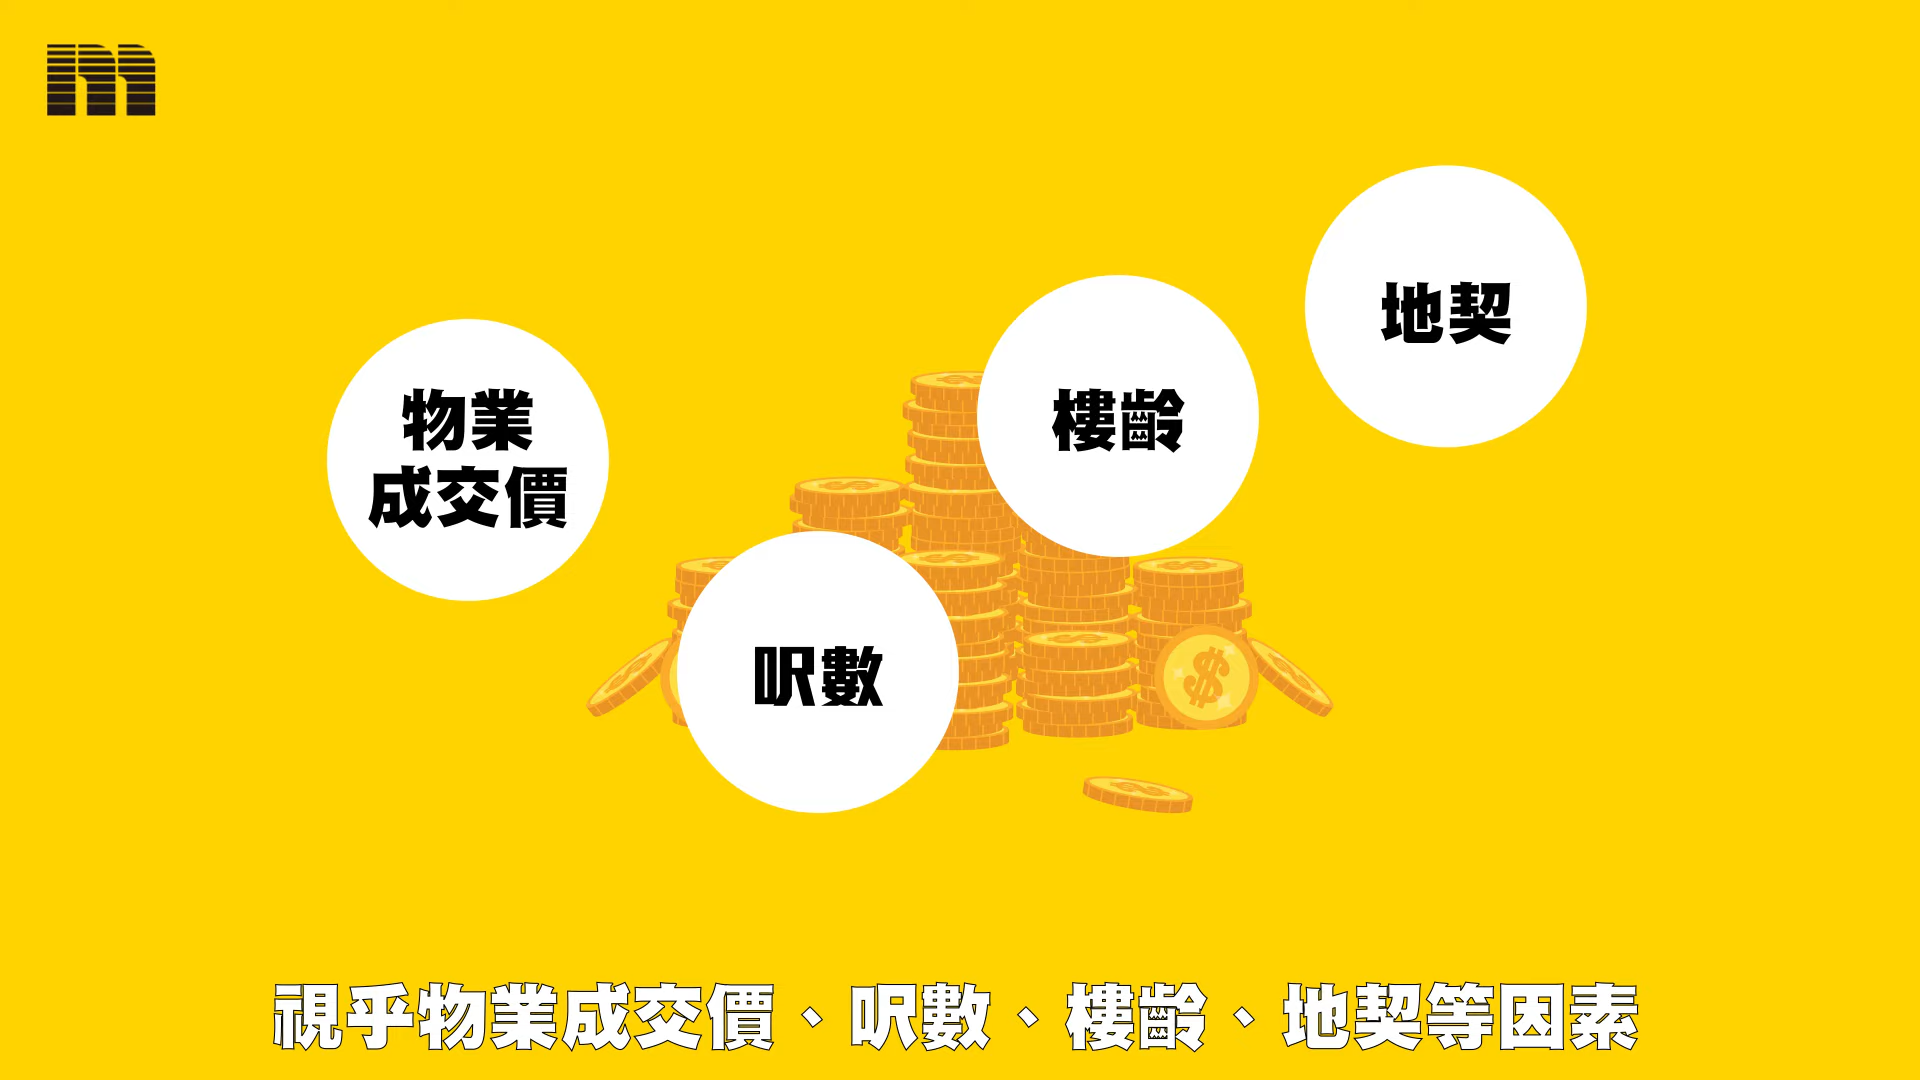 m
物業
成交價
呎數
樓齡
地契
視乎物業成交價、呎數、樓齡、地契等因素